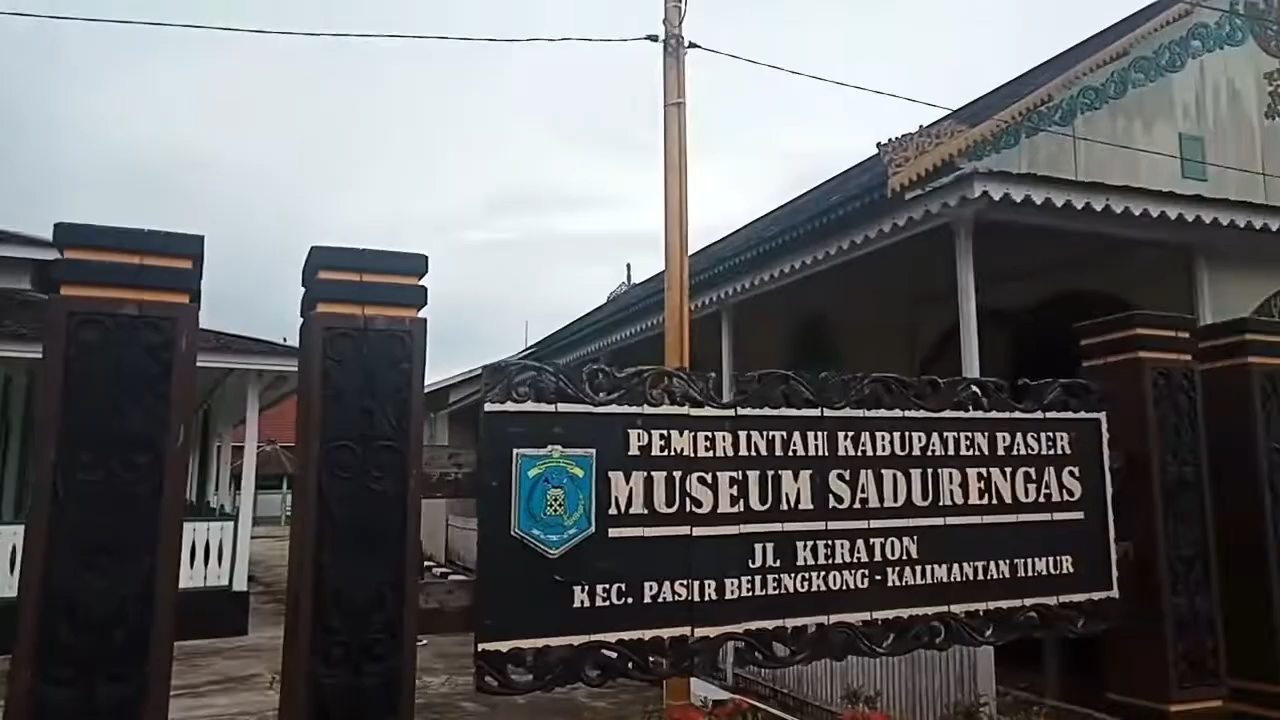 PEMERINTAH KABUPATEN PASER
MUSEUM SADURENGAS
JL KERATON
KEC. PASIR BELENGKONG - KALIMANTAN TIMUR